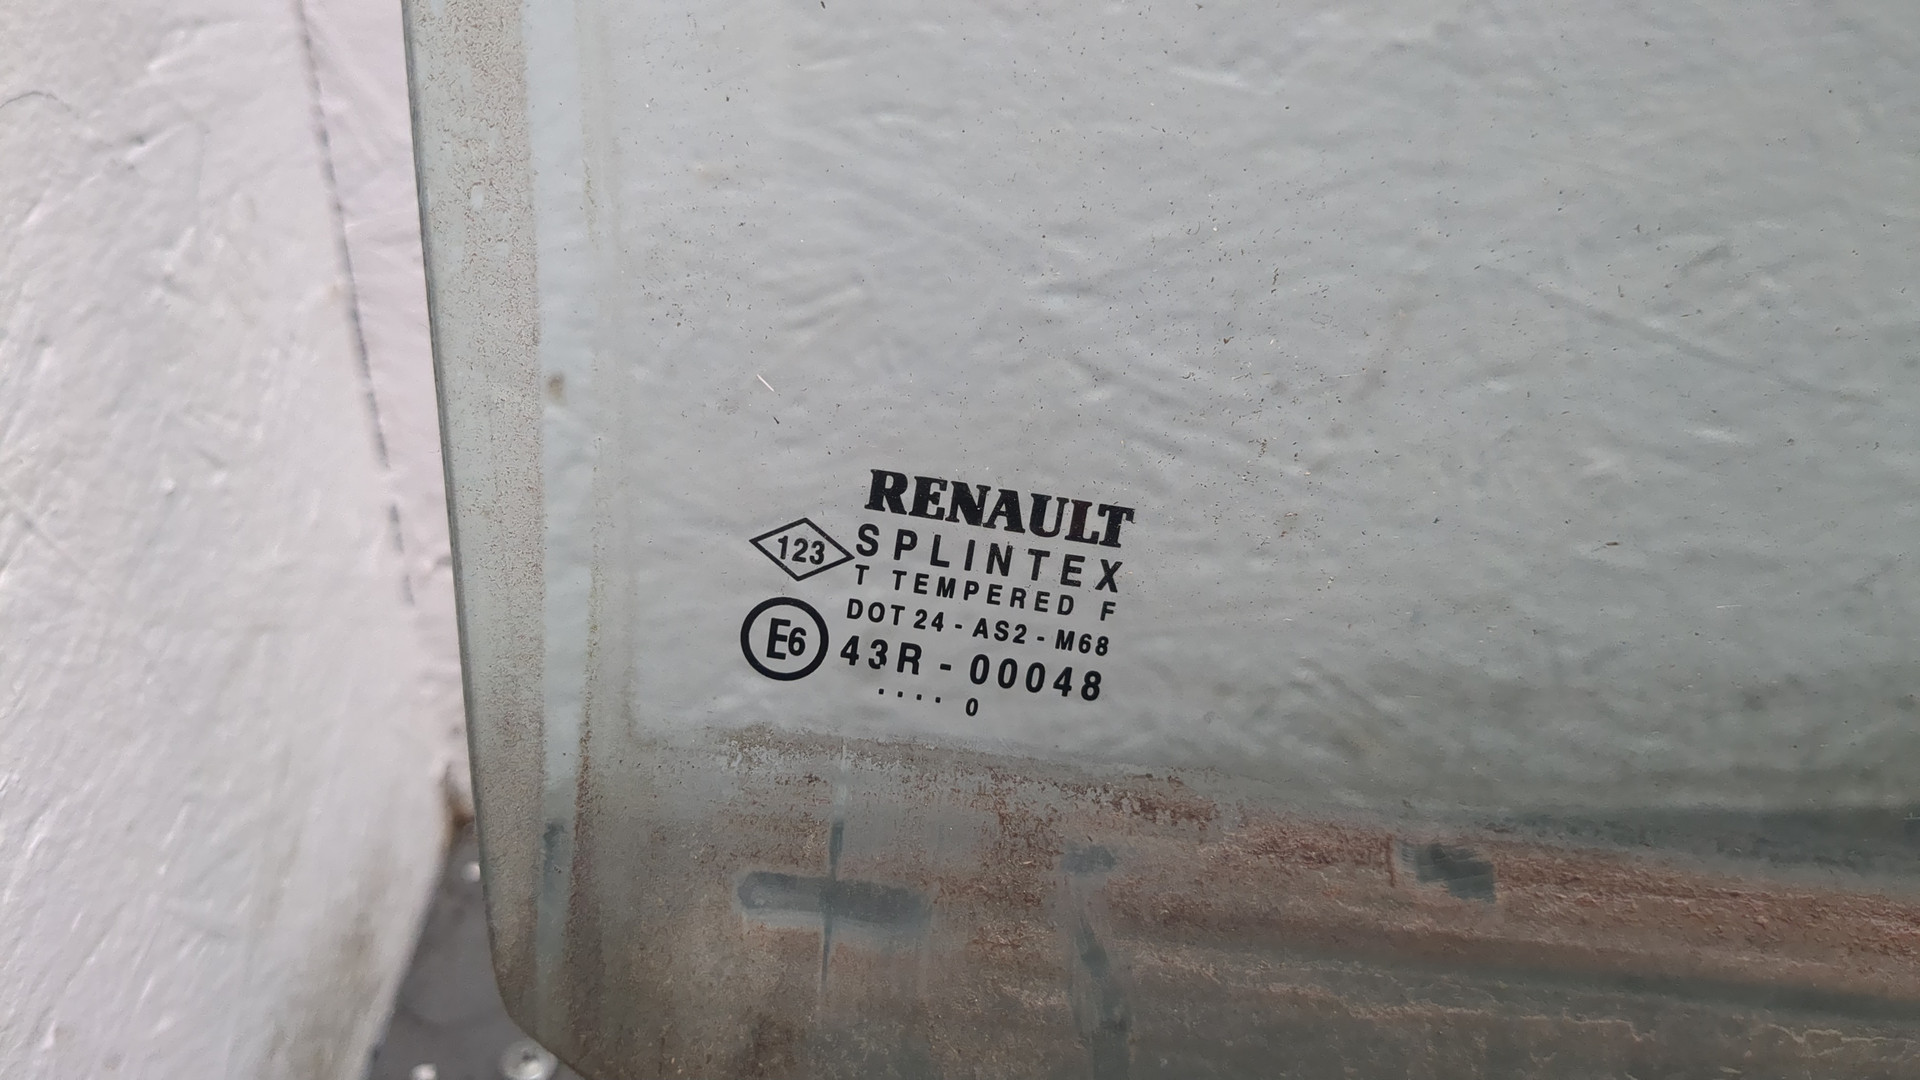 RENAULT
123
SPLINTEX
T TEMPERED F
DOT 24 - AS2 - M68
E6
43R - 00048
.... 0